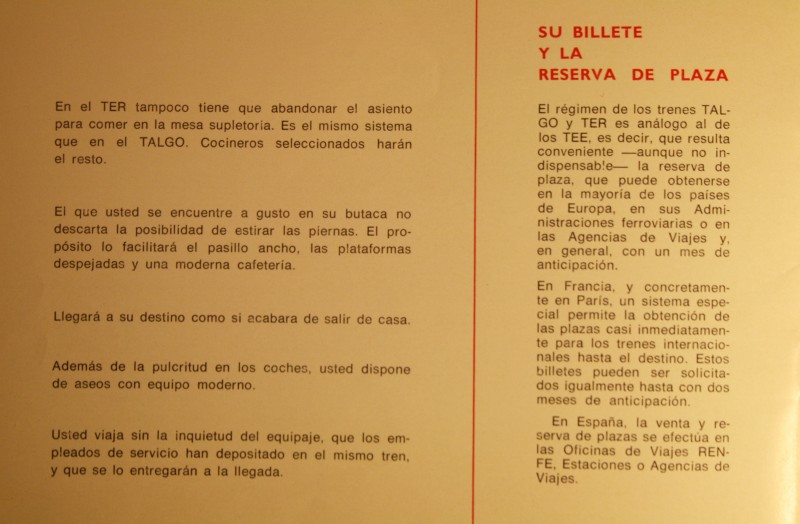 En el TER tampoco tiene que abandonar el asiento
para comer en la mesa supletoria. Es el mismo sistema
que en el TALGO. Cocineros seleccionados harán
el resto.
El que usted se encuentre a gusto en su butaca no
descarta la posibilidad de estirar las piernas. El pro-
pósito lo facilitará el pasillo ancho, las plataformas
despejadas y una moderna cafetería.
Llegará a su destino como si acabara de salir de casa.
Además de la pulcritud en los coches, usted dispone
de aseos con equipo moderno.
Usted viaja sin la inquietud del equipaje, que los em-
pleados de servicio han depositado en el mismo tren,
y que se lo entregarán a la llegada.
SU BILLETE
Y LA
RESERVA DE PLAZA
El régimen de los trenes TAL-
GO y TER es análogo al de
los TEE, es decir, que resulta
conveniente —aunque no in-
dispensable— la reserva de
plaza, que puede obtenerse
en la mayoría de los países
de Europa, en sus Admi-
nistraciones ferroviarias o en
las Agencias de Viajes y,
en general, con un mes de
anticipación.
En Francia, y concretamen-
te en París, un sistema espe-
cial permite la obtención de
las plazas casi inmediatamen-
te para los trenes internacio-
nales hasta el destino. Estos
billetes pueden ser solicita-
dos igualmente hasta con dos
meses de anticipación.
En España, la venta y re-
serva de plazas se efectúa en
las Oficinas de Viajes REN-
FE, Estaciones o Agencias de
Viajes.